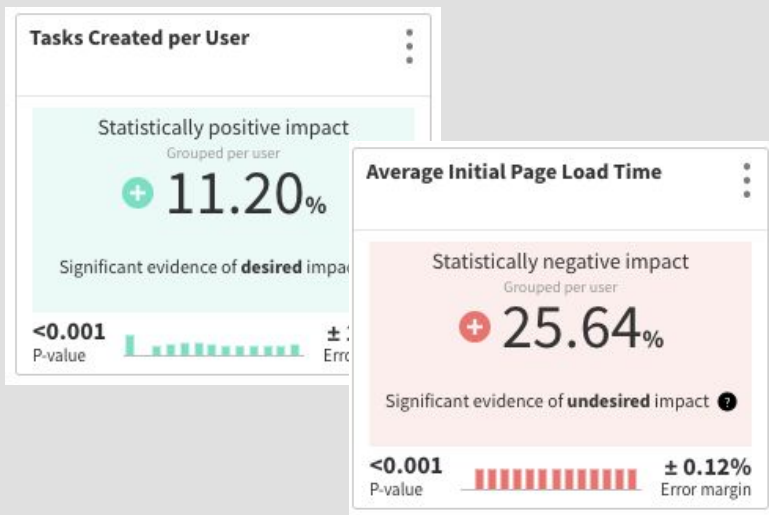 Tasks Created per User
Statistically positive impact
Grouped per user
+ 11.20%
Significant evidence of desired
<0.001
P-value
±
Average Initial Page Load Time
Statistically negative impact
Grouped per user
+ 25.64%
Significant evidence of undesired impact ?
<0.001
P-value
± 0.12%
Error margin